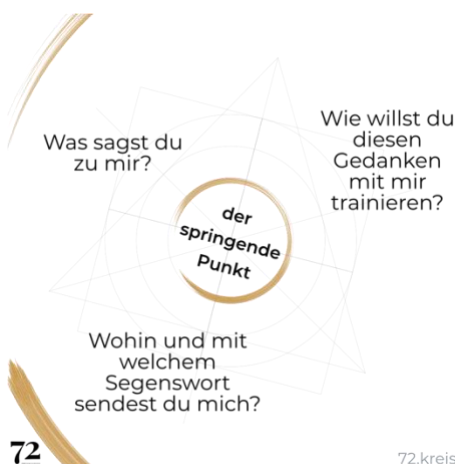 Was sagst du
zu mir?
Wie willst du
diesen
Gedanken
mit mir
trainieren?
der
springende
Punkt
Wohin und mit
welchem
Segenswort
sendest du mich?
72
72.kreis